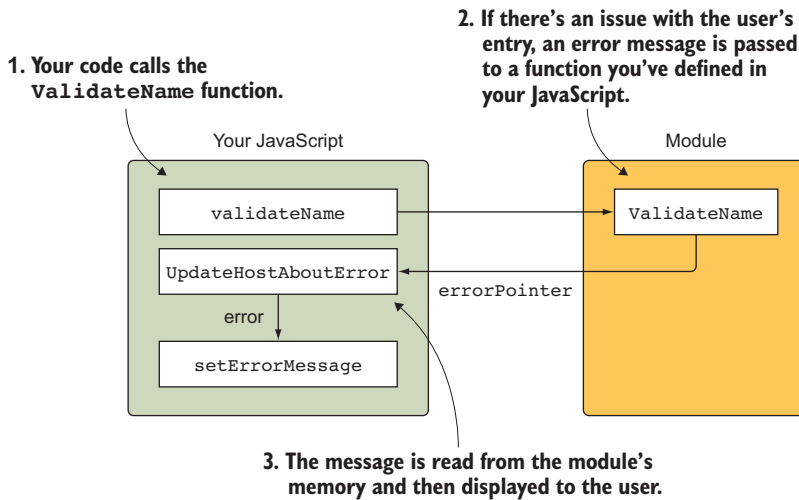 2. If there's an issue with the user's
entry, an error message is passed
to a function you've defined in
your JavaScript.
1. Your code calls the
ValidateName function.
Your JavaScript
Module
validateName
ValidateName
UpdateHostAboutError
errorPointer
error
setErrorMessage
3. The message is read from the module's
memory and then displayed to the user.